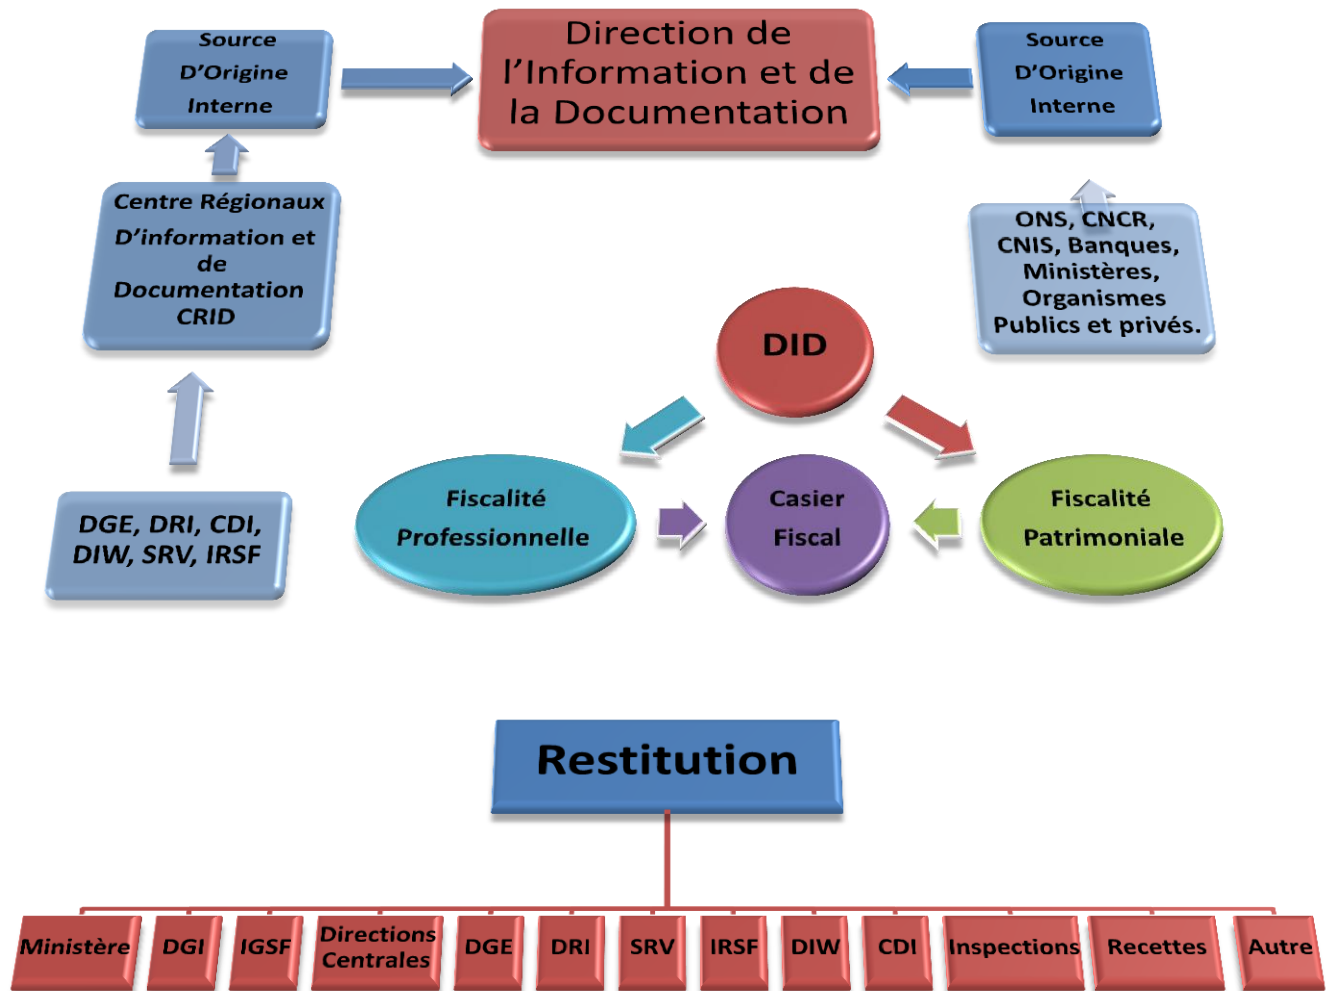 Source
D'Origine
Interne
Direction de
l'Information et de
la Documentation
Source
D'Origine
Interne
Centre Régionaux
D'information et
de
Documentation
CRID
ONS, CNCR,
CNIS, Banques,
Ministères,
Organismes
Publics et privés.
DGE, DRI, CDI,
DIW, SRV, IRSF
DID
Fiscalité
Professionnelle
Casier
Fiscal
Fiscalité
Patrimoniale
Restitution
Ministère
DGI
IGSF
Directions
Centrales
DGE
DRI
SRV
IRSF
DIW
CDI
Inspections
Recettes
Autre